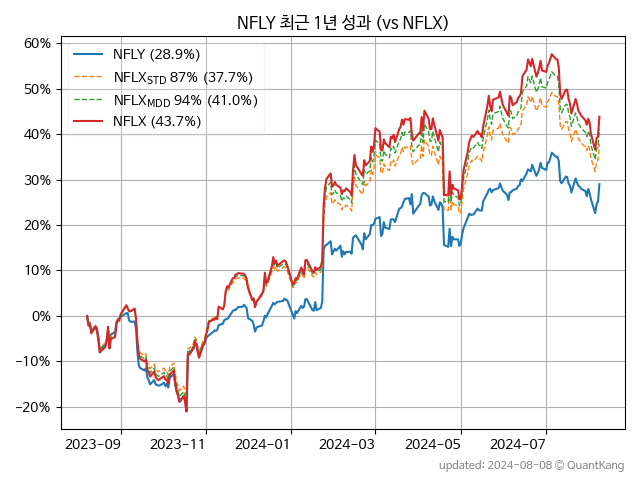 NFLY 최근 1년 성과 (vs NFLX)
60%
50%
40%
30%
20%
10%
0%
−10%
−20%
NFLY (28.9%)
NFLX_STD 87% (37.7%)
NFLX_MDD 94% (41.0%)
NFLX (43.7%)
2023-09 2023-11 2024-01 2024-03 2024-05 2024-07
updated: 2024-08-08 © QuantKang